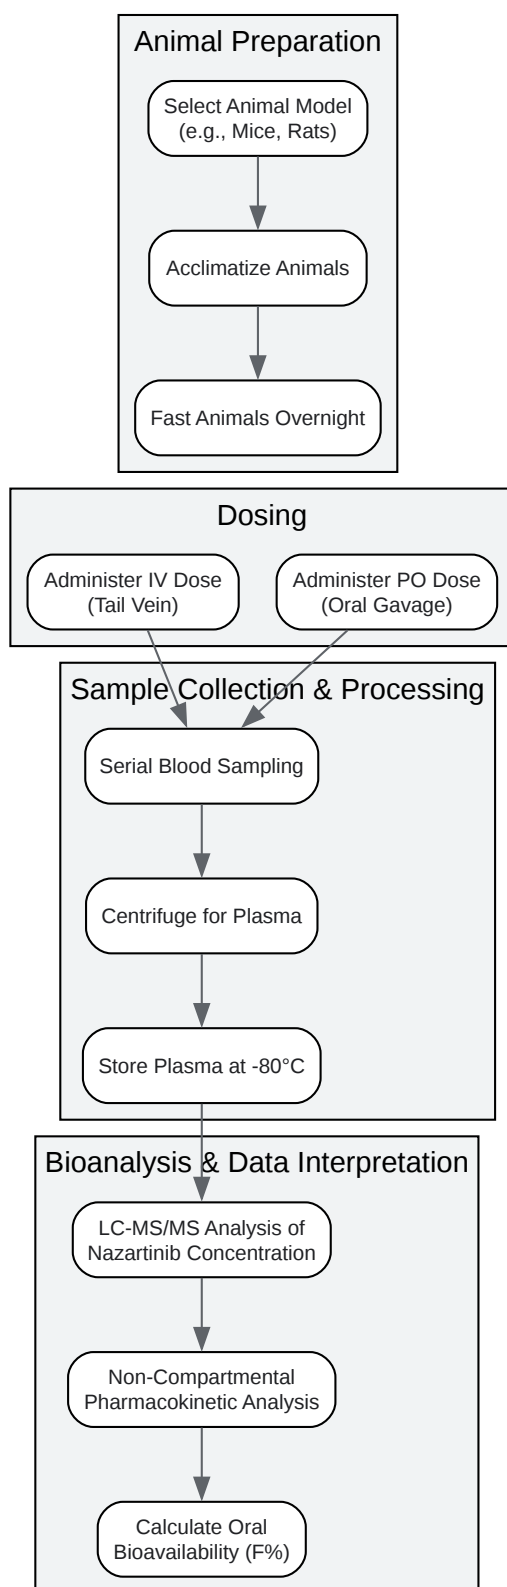 Animal Preparation
Select Animal Model
(e.g., Mice, Rats)
Acclimatize Animals
Fast Animals Overnight
Dosing
Administer IV Dose
(Tail Vein)
Administer PO Dose
(Oral Gavage)
Sample Collection & Processing
Serial Blood Sampling
Centrifuge for Plasma
Store Plasma at -80°C
Bioanalysis & Data Interpretation
LC-MS/MS Analysis of
Nazartinib Concentration
Non-Compartmental
Pharmacokinetic Analysis
Calculate Oral
Bioavailability (F%)